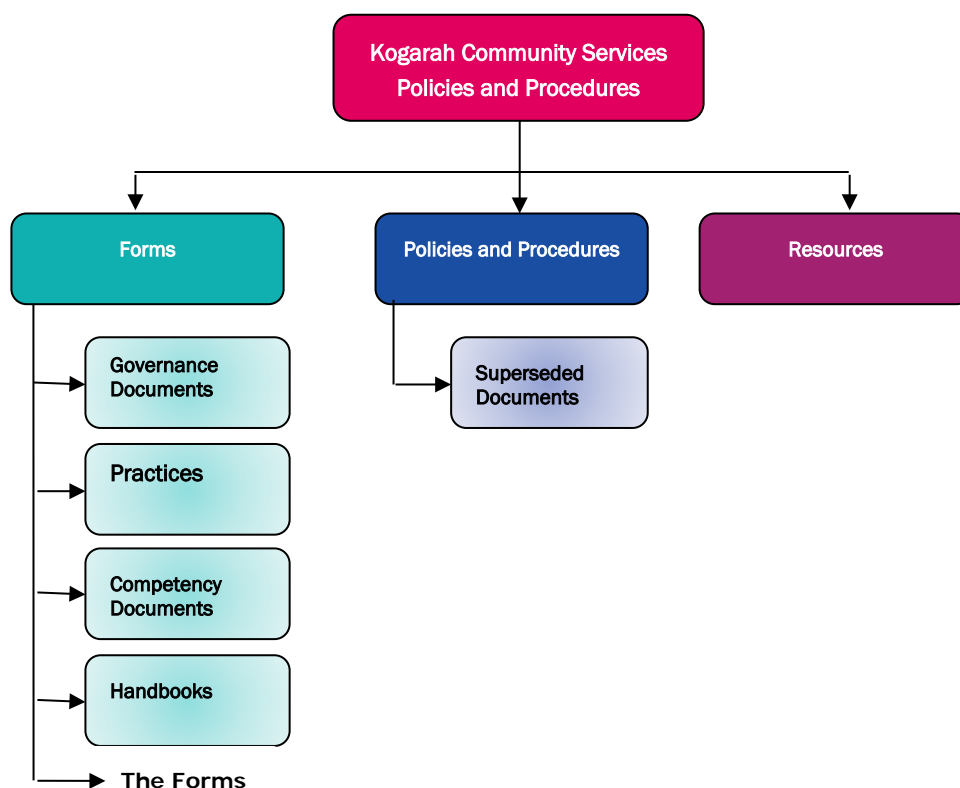 Kogarah Community Services
Policies and Procedures
Forms
Policies and Procedures
Resources
Governance
Documents
Superseded
Documents
Practices
Competency
Documents
Handbooks
The Forms